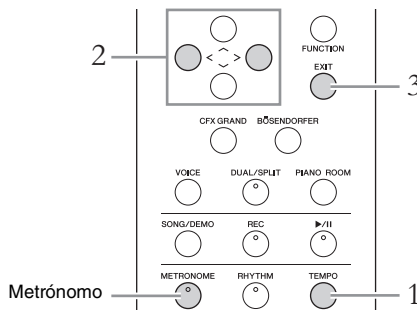 2
< >
FUNCTION
EXIT
3
CFX GRAND BÖSENDORFER
VOICE DUAL/SPLIT PIANO ROOM
SONG/DEMO REC ▶/II
METRONOME RHYTHM TEMPO
Metrónomo
1